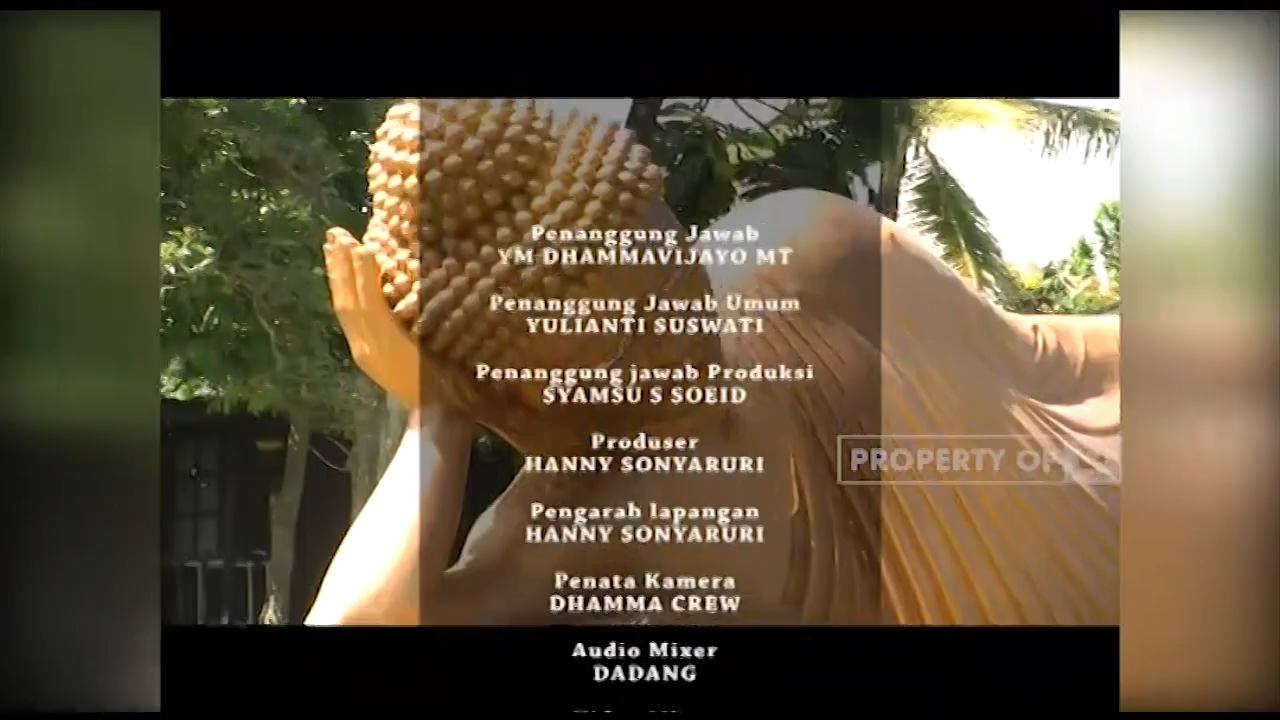 Penanggung Jawab
YM DHAMMAVIJAYO MT
Penanggung Jawab Umum
YULIANTI SUSWATI
Penanggung jawab Produksi
SYAMSU S SOEID
Produser
HANNY SONYARURI
PROPERTY OF
Pengarah lapangan
HANNY SONYARURI
Penata Kamera
DHAMMA CREW
Audio Mixer
DADANG